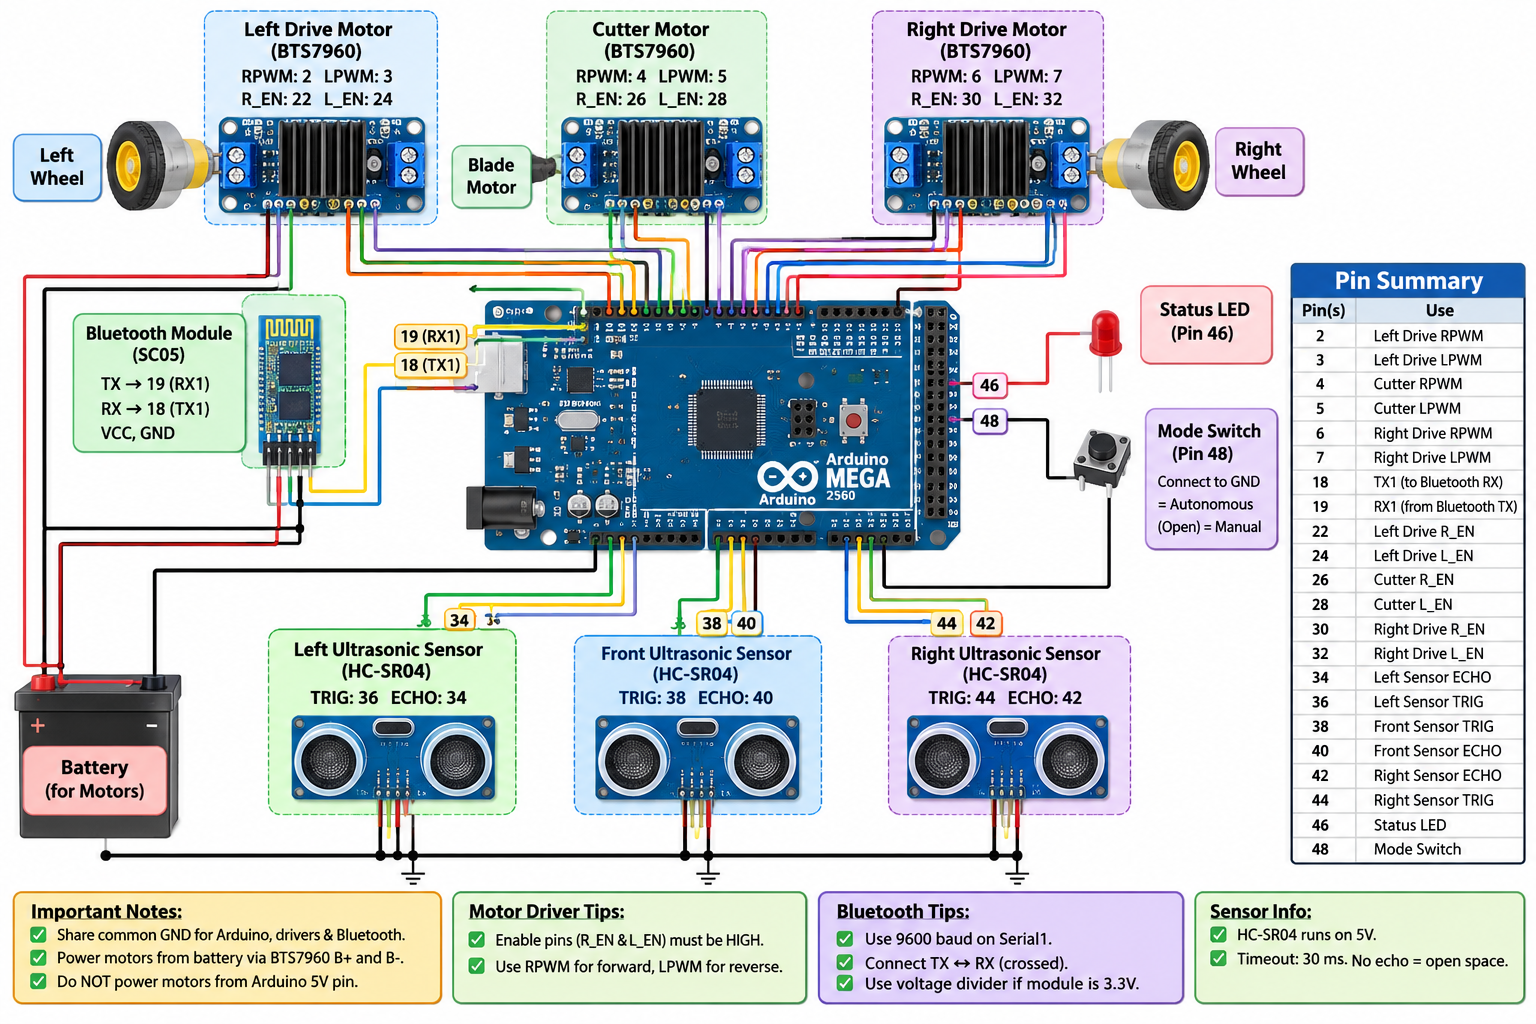 Left Drive Motor
(BTS7960)
RPWM: 2 LPWM: 3
R_EN: 22 L_EN: 24
Cutter Motor
(BTS7960)
RPWM: 4 LPWM: 5
R_EN: 26 L_EN: 28
Right Drive Motor
(BTS7960)
RPWM: 6 LPWM: 7
R_EN: 30 L_EN: 32
Left
Wheel
Blade
Motor
Right
Wheel
Bluetooth Module
(SC05)
TX → 19 (RX1)
RX → 18 (TX1)
VCC, GND
19 (RX1)
18 (TX1)
Arduino
MEGA
2560
Arduino
46
48
Status LED
(Pin 46)
Mode Switch
(Pin 48)
Connect to GND
= Autonomous
(Open) = Manual
Pin Summary
Pin(s) Use
2 Left Drive RPWM
3 Left Drive LPWM
4 Cutter RPWM
5 Cutter LPWM
6 Right Drive RPWM
7 Right Drive LPWM
18 TX1 (to Bluetooth RX)
19 RX1 (from Bluetooth TX)
22 Left Drive R_EN
24 Left Drive L_EN
26 Cutter R_EN
28 Cutter L_EN
30 Right Drive R_EN
32 Right Drive L_EN
34 Left Sensor ECHO
36 Left Sensor TRIG
38 Front Sensor TRIG
40 Front Sensor ECHO
42 Right Sensor ECHO
44 Right Sensor TRIG
46 Status LED
48 Mode Switch
34
38
40
44
42
Left Ultrasonic Sensor
(HC-SR04)
TRIG: 36 ECHO: 34
Front Ultrasonic Sensor
(HC-SR04)
TRIG: 38 ECHO: 40
Right Ultrasonic Sensor
(HC-SR04)
TRIG: 44 ECHO: 42
+ -
Battery
(for Motors)
Important Notes:
Share common GND for Arduino, drivers & Bluetooth.
Power motors from battery via BTS7960 B+ and B-.
Do NOT power motors from Arduino 5V pin.
Motor Driver Tips:
Enable pins (R_EN & L_EN) must be HIGH.
Use RPWM for forward, LPWM for reverse.
Bluetooth Tips:
Use 9600 baud on Serial1.
Connect TX ↔ RX (crossed).
Use voltage divider if module is 3.3V.
Sensor Info:
HC-SR04 runs on 5V.
Timeout: 30 ms. No echo = open space.